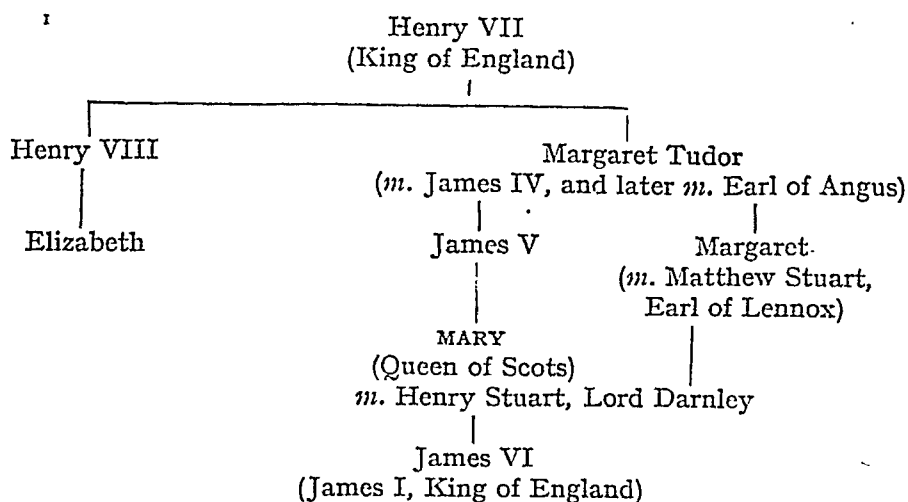 1
Henry VII
(King of England)
Henry VIII
Margaret Tudor
(m. James IV, and later m. Earl of Angus)
Elizabeth
James V
Margaret
(m. Matthew Stuart,
Earl of Lennox)
MARY
(Queen of Scots)
m. Henry Stuart, Lord Darnley
James VI
(James I, King of England)